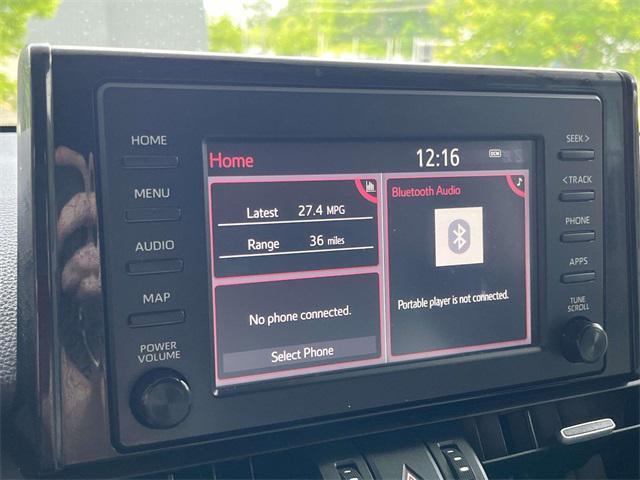 HOME
MENU
AUDIO
MAP
POWER
VOLUME
Home 12:16 DCM
Latest 27.4 MPG
Range 36 miles
No phone connected.
Select Phone
Bluetooth Audio
Portable player is not connected.
SEEK >
< TRACK
PHONE
APPS
TUNE
SCROLL